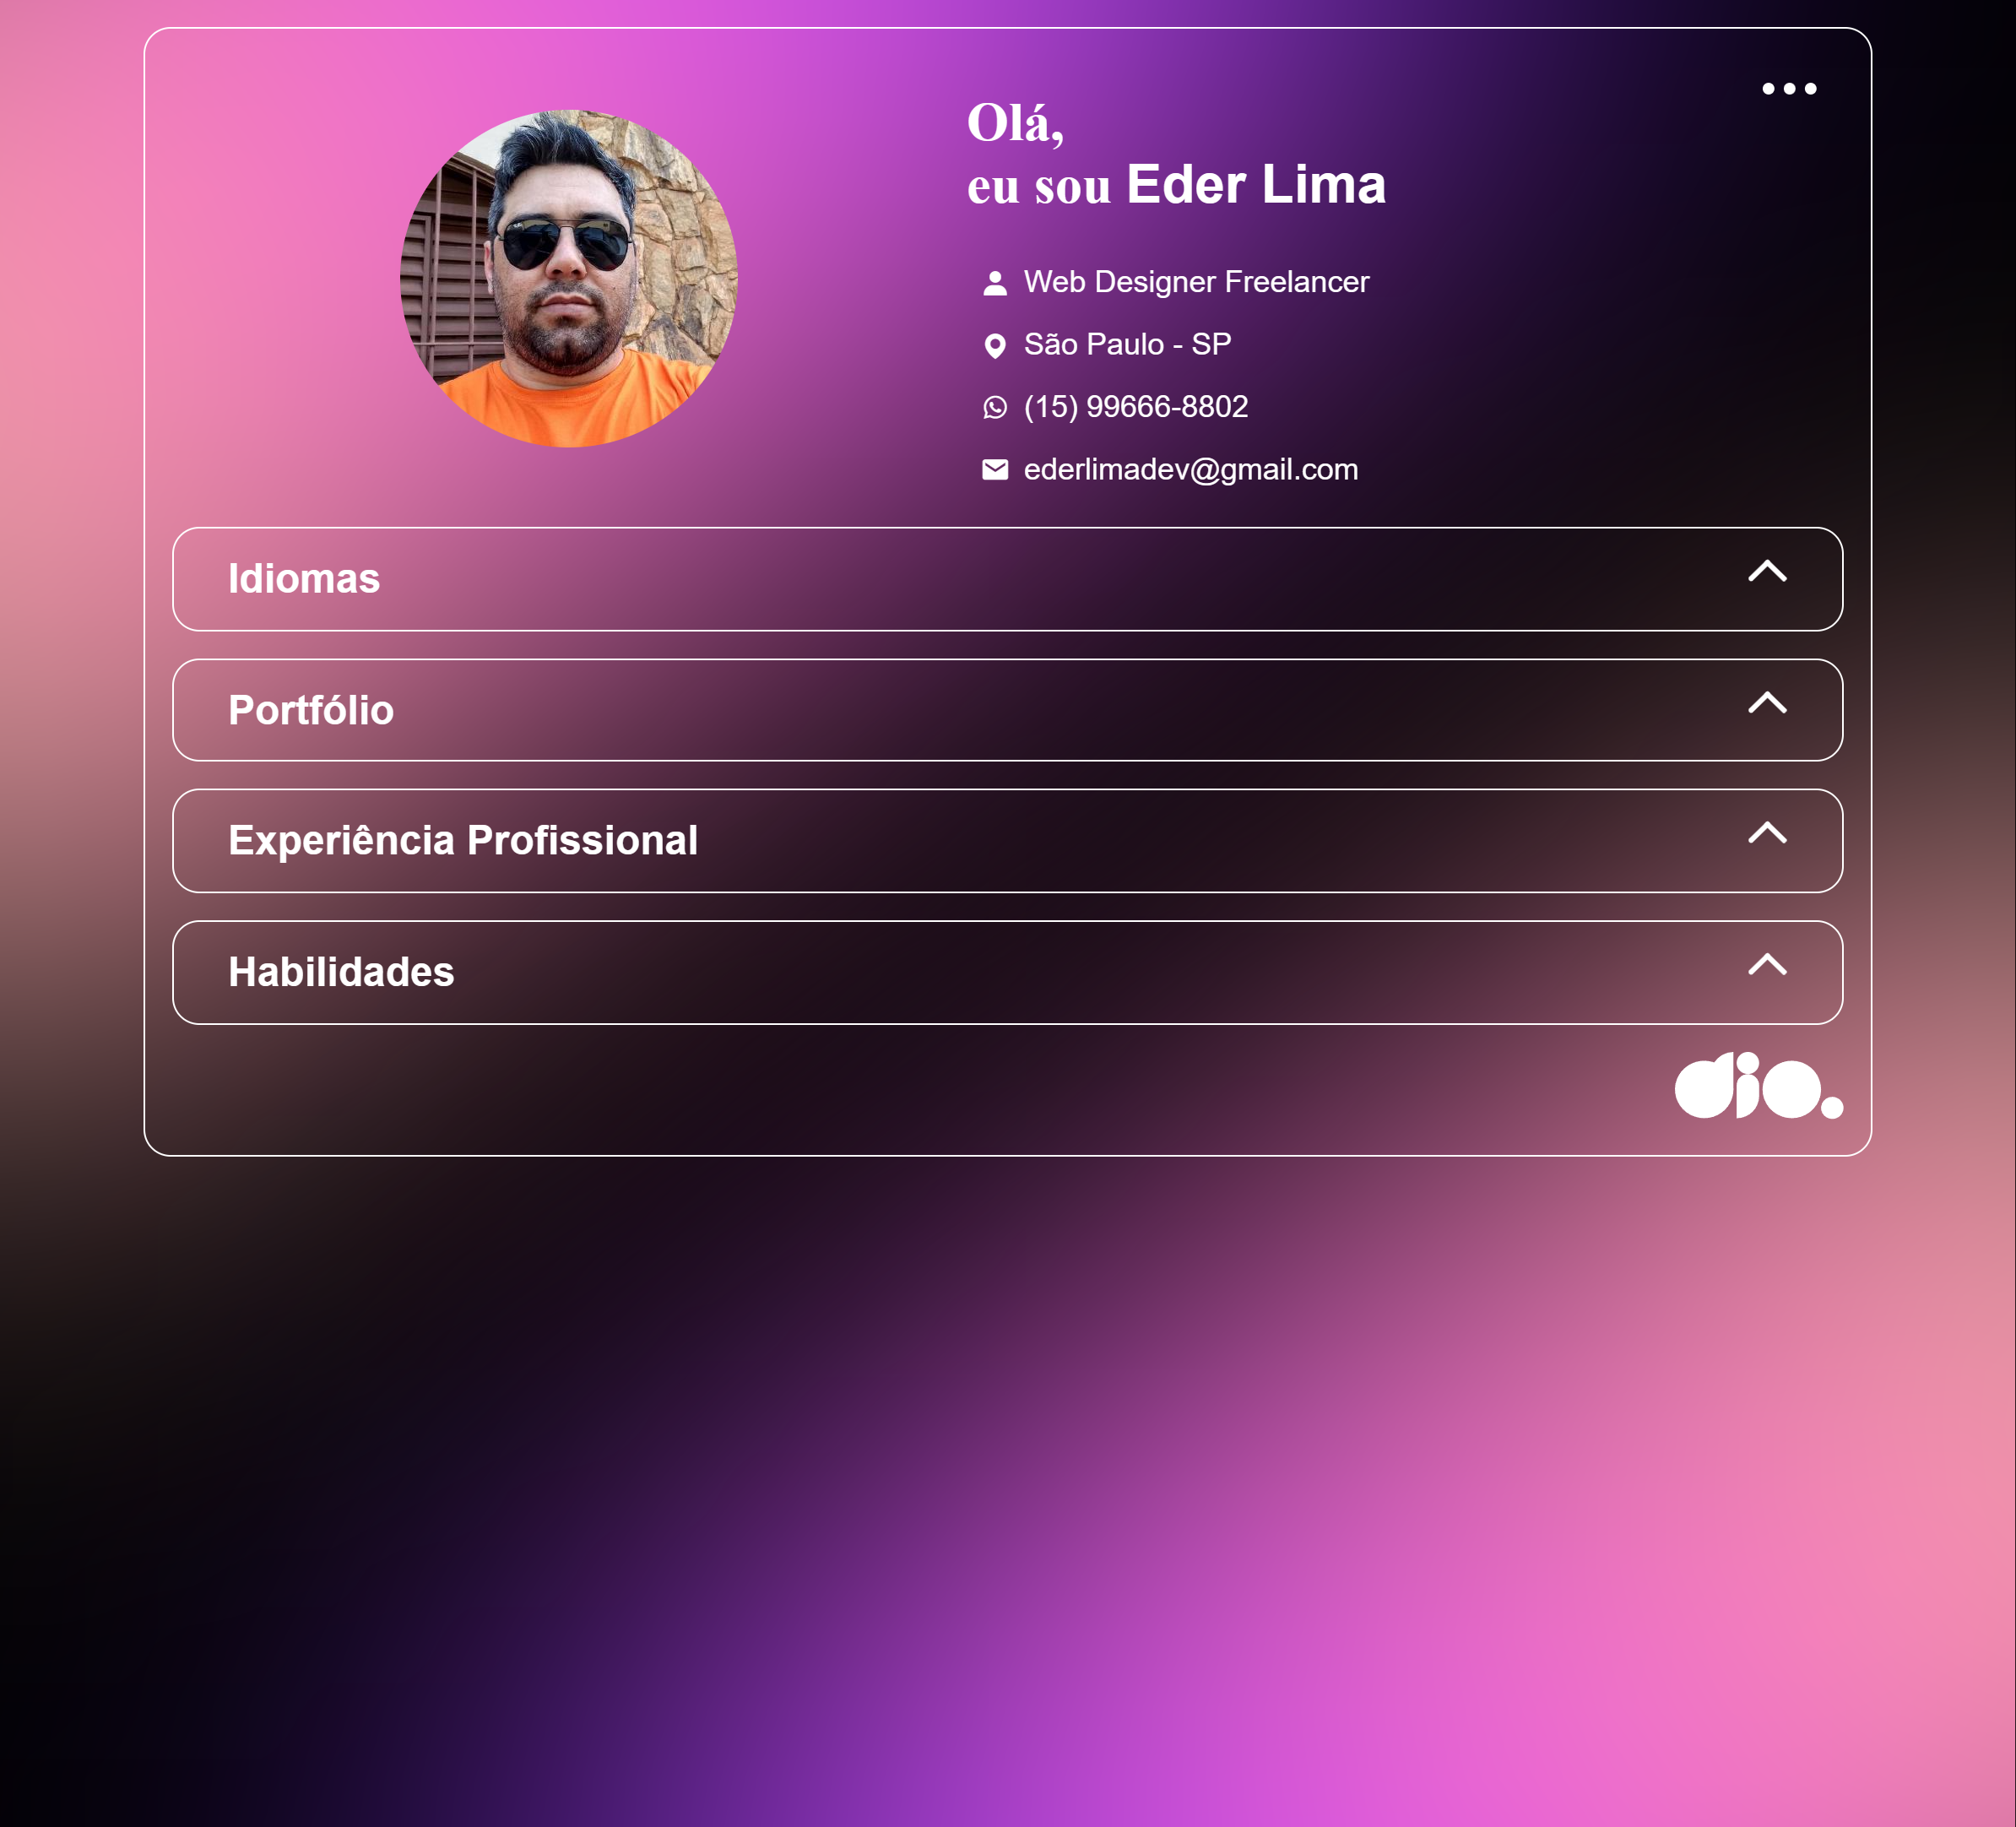 Olá,
eu sou Eder Lima
Web Designer Freelancer
São Paulo - SP
(15) 99666-8802
ederlimadev@gmail.com
Idiomas
Portfólio
Experiência Profissional
Habilidades
dio.